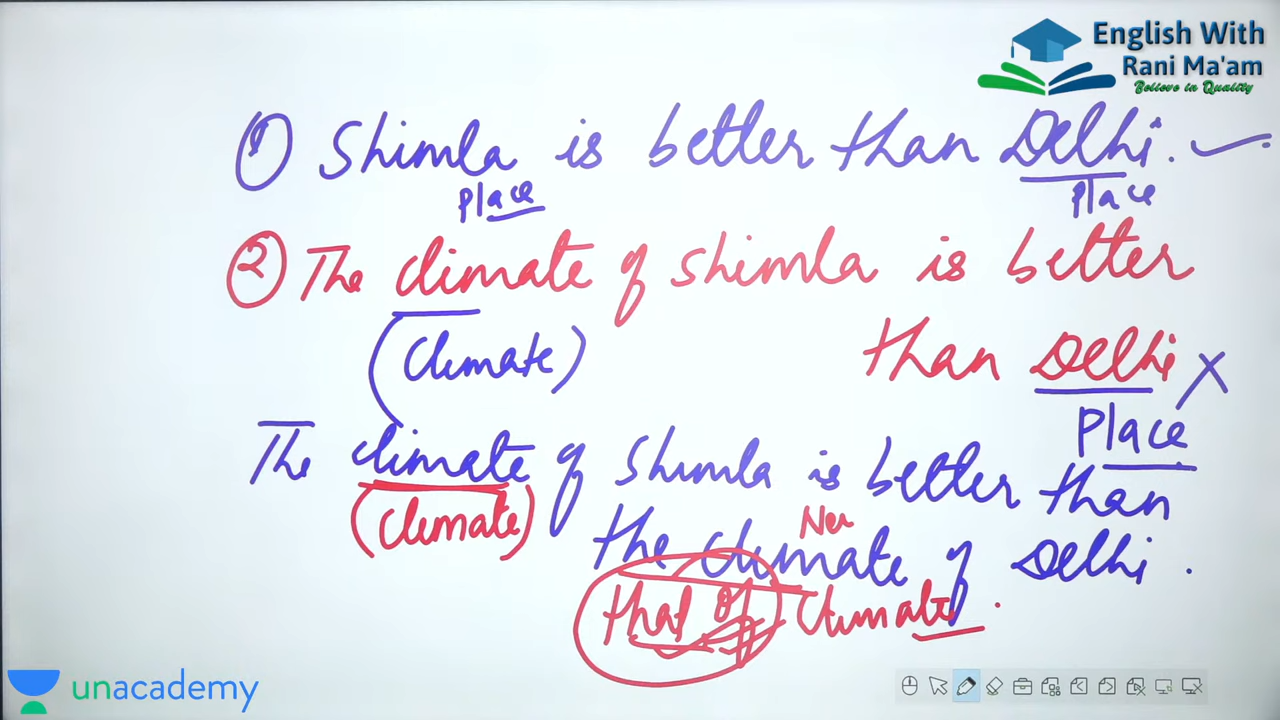 English With
Rani Ma'am
Believe in Quality
① Shimla is better than Delhi.
Place Place
② The climate of shimla is better
than Delhi
(Climate)
Place
The climate of Shimla is better than
(Climate)
the climate of Delhi.
that of Climate.
unacademy